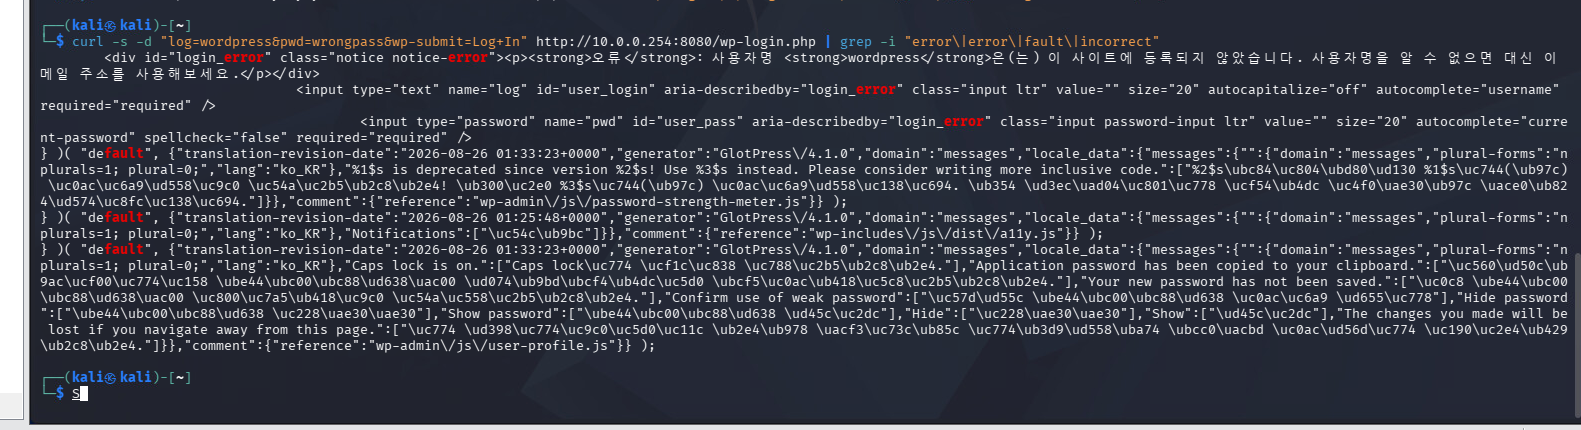 ┌──(kali㉿kali)-[~]
└─$ curl -s -d "log=wordpress&pwd=wrongpass&wp-submit=Log+In" http://10.0.0.254:8080/wp-login.php | grep -i "error\|error\|fault\|incorrect"
<div id="login_error" class="notice notice-error"><p><strong>오류</strong>: 사용자명 <strong>wordpress</strong>은(는) 이 사이트에 등록되지 않았습니다. 사용자명을 알 수 없으면 대신 이
메일 주소를 사용해보세요.</p></div>
<input type="text" name="log" id="user_login" aria-describedby="login_error" class="input ltr" value="" size="20" autocapitalize="off" autocomplete="username"
required="required" />
<input type="password" name="pwd" id="user_pass" aria-describedby="login_error" class="input password-input ltr" value="" size="20" autocomplete="curre
nt-password" spellcheck="false" required="required" />
} )( "default", {"translation-revision-date":"2026-08-26 01:33:23+0000","generator":"GlotPress\/4.1.0","domain":"messages","locale_data":{"messages":{"":{"domain":"messages","plural-forms":"n
plurals=1; plural=0;","lang":"ko_KR"},"%1$s is deprecated since version %2$s! Use %3$s instead. Please consider writing more inclusive code.":["%2$s\ubc84\uc804\ubd80\ud130 %1$s\uc744(\ub97c)
\uc0ac\uc6a9\ud558\uc9c0 \uc54a\uc2b5\ub2c8\ub2e4! \ub300\uc2e0 %3$s\uc744(\ub97c) \uc0ac\uc6a9\ud558\uc138\uc694. \ub354 \ud3ec\uad04\uc801\uc778 \ucf54\ub4dc \uc4f0\uae30\ub97c \uace0\ub82
4\ud574\uc8fc\uc138\uc694."]}},"comment":{"reference":"wp-admin\/js\/password-strength-meter.js"}} );
} )( "default", {"translation-revision-date":"2026-08-26 01:25:48+0000","generator":"GlotPress\/4.1.0","domain":"messages","locale_data":{"messages":{"":{"domain":"messages","plural-forms":"n
plurals=1; plural=0;","lang":"ko_KR"},"Notifications":["\uc54c\ub9bc"]}},"comment":{"reference":"wp-includes\/js\/dist\/a11y.js"}} );
} )( "default", {"translation-revision-date":"2026-08-26 01:33:23+0000","generator":"GlotPress\/4.1.0","domain":"messages","locale_data":{"messages":{"":{"domain":"messages","plural-forms":"n
plurals=1; plural=0;","lang":"ko_KR"},"Caps lock is on.":["Caps lock\uc774 \ucf1c\uc838 \uc788\uc2b5\ub2c8\ub2e4."],"Application password has been copied to your clipboard.":["\uc560\ud50c\ub
9ac\ucf00\uc774\uc158 \ube44\ubc00\ubc88\ud638\uac00 \ud074\ub9bd\ubcf4\ub4dc\uc5d0 \ubcf5\uc0ac\ub418\uc5c8\uc2b5\ub2c8\ub2e4."],"Your new password has not been saved.":["\uc0c8 \ube44\ubc00
\ubc88\ud638\uac00 \uc800\uc7a5\ub418\uc9c0 \uc54a\uc558\uc2b5\ub2c8\ub2e4."],"Confirm use of weak password":["\uc57d\ud55c \ube44\ubc00\ubc88\ud638 \uc0ac\uc6a9 \ud655\uc778"],"Hide password
":["\ube44\ubc00\ubc88\ud638 \uc228\uae30\uae30"],"Show password":["\ube44\ubc00\ubc88\ud638 \ud45c\uc2dc"],"Hide":["\uc228\uae30\uae30"],"Show":["\ud45c\uc2dc"],"The changes you made will be
lost if you navigate away from this page.":["\uc774 \ud398\uc774\uc9c0\uc5d0\uc11c \ub2e4\ub978 \uacf3\uc73c\ub85c \uc774\ub3d9\ud558\uba74 \ubcc0\uacbd \uc0ac\ud56d\uc774 \uc190\uc2e4\ub429
\ub2c8\ub2e4."]}},"comment":{"reference":"wp-admin\/js\/user-profile.js"}} );
┌──(kali㉿kali)-[~]
└─$ S